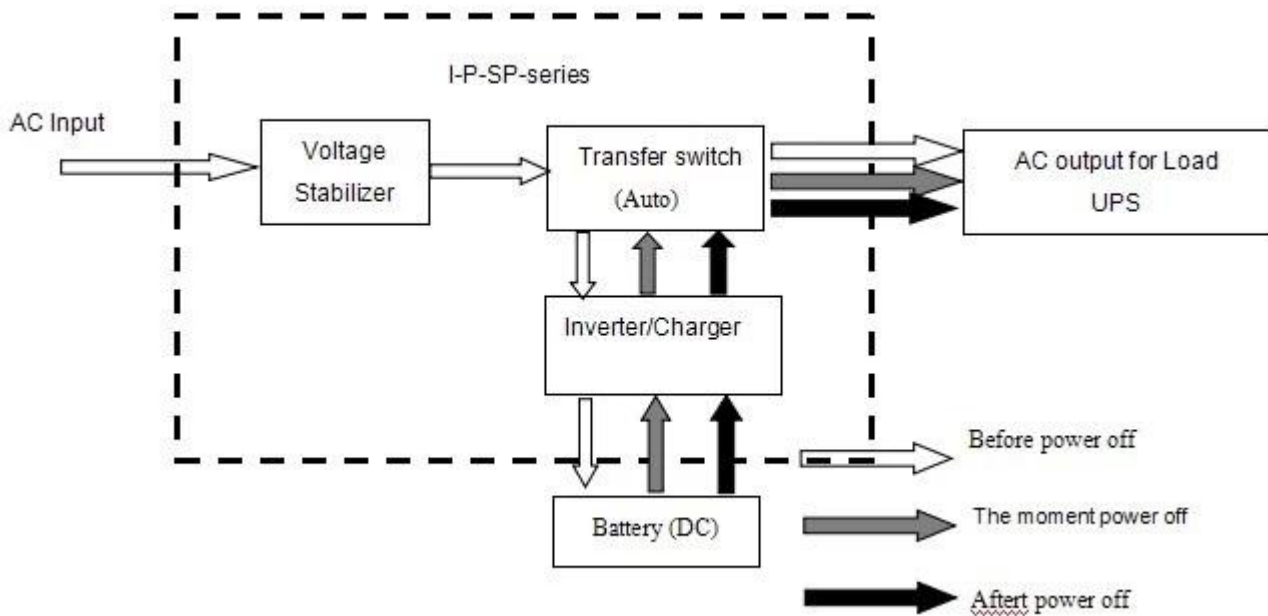 I-P-SP-series
AC Input
Voltage
Stabilizer
Transfer switch
(Auto)
AC output for Load
UPS
Inverter/Charger
Before power off
Battery (DC)
The moment power off
Aftert power off